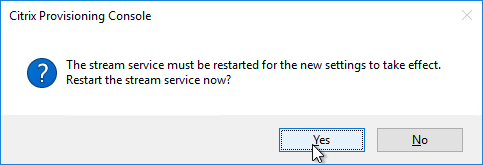 Citrix Provisioning Console
The stream service must be restarted for the new settings to take effect.
Restart the stream service now?
Yes
No